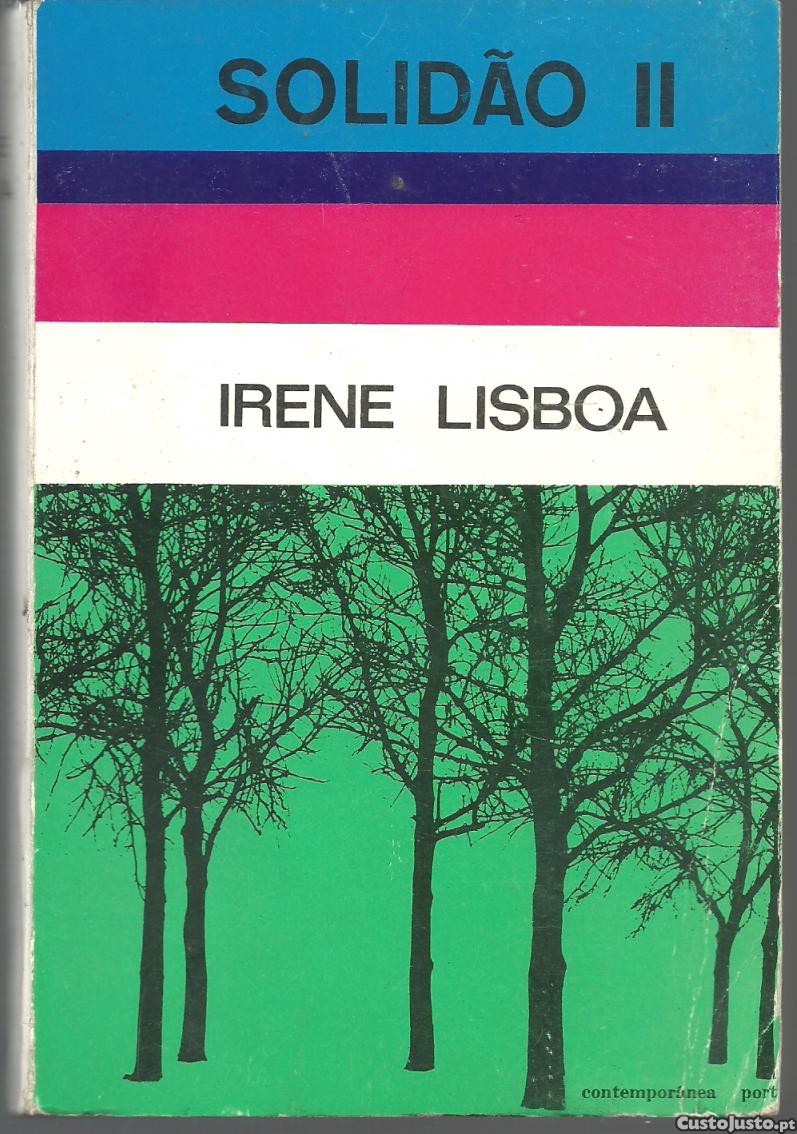 SOLIDÃO II
IRENE LISBOA
contemporânea port
CustoJusto.pt